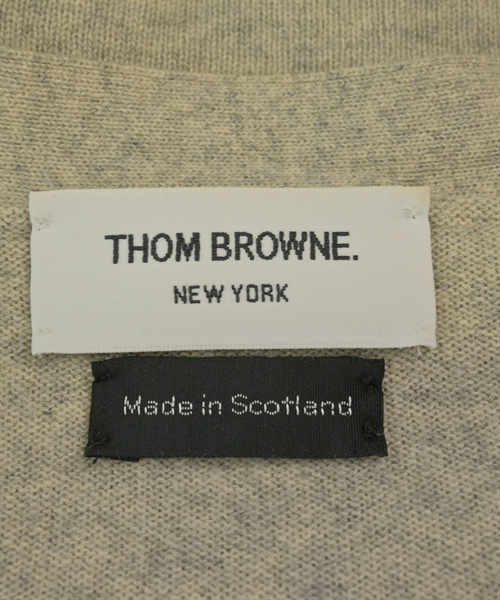 THOM BROWNE.
NEW YORK
Made in Scotland